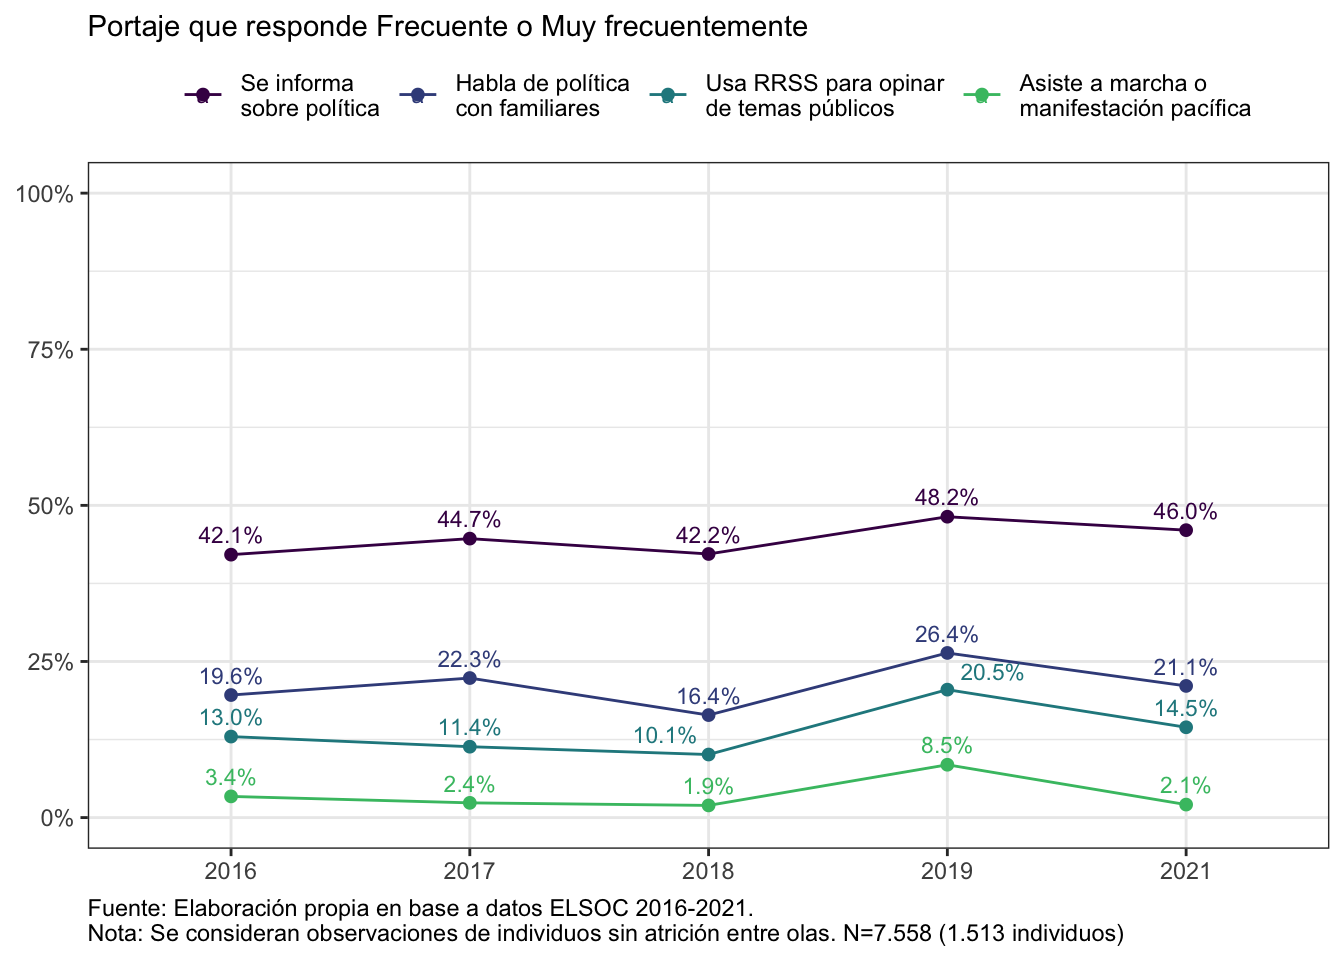 Portaje que responde Frecuente o Muy frecuentemente
Se informa
sobre política
Habla de política
con familiares
Usa RRSS para opinar
de temas públicos
Asiste a marcha o
manifestación pacífica
100%
75%
50%
25%
0%
42.1%
44.7%
42.2%
48.2%
46.0%
19.6%
22.3%
16.4%
26.4%
21.1%
13.0%
11.4%
10.1%
20.5%
14.5%
3.4%
2.4%
1.9%
8.5%
2.1%
2016
2017
2018
2019
2021
Fuente: Elaboración propia en base a datos ELSOC 2016-2021.
Nota: Se consideran observaciones de individuos sin atrición entre olas. N=7.558 (1.513 individuos)